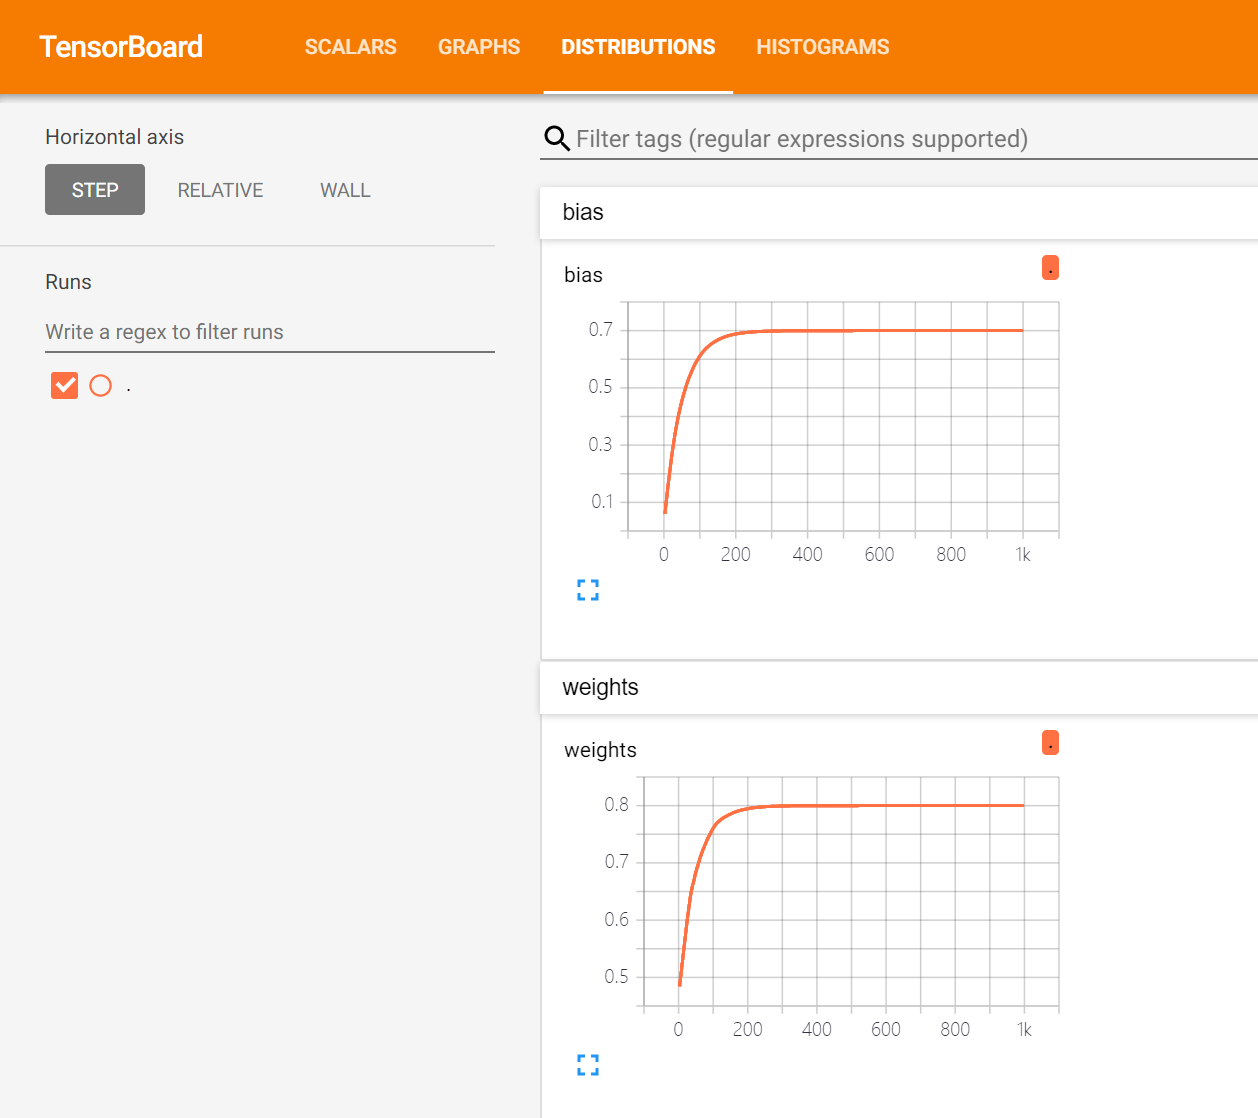 TensorBoard SCALARS GRAPHS DISTRIBUTIONS HISTOGRAMS
Horizontal axis
STEP RELATIVE WALL
Runs
Write a regex to filter runs
.
Filter tags (regular expressions supported)
bias
bias .
0.7
0.5
0.3
0.1
0 200 400 600 800 1k
weights
weights .
0.8
0.7
0.6
0.5
0 200 400 600 800 1k